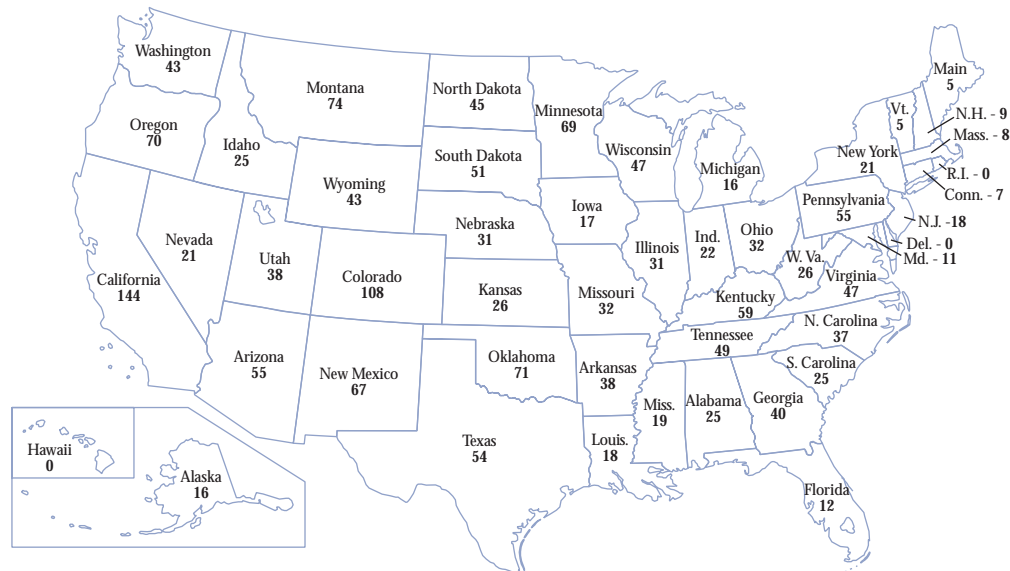 Washington
43
Montana
74
North Dakota
45
Minnesota
69
Main
5
Vt.
5
N.H. - 9
Mass. - 8
Oregon
70
Idaho
25
South Dakota
51
Wisconsin
47
Michigan
16
New York
21
R.I. - 0
Conn. - 7
Wyoming
43
Iowa
17
Pennsylvania
55
N.J. -18
Nebraska
31
Nevada
21
Utah
38
Illinois
31
Ind.
22
Ohio
32
W. Va.
26
Del. - 0
Md. - 11
California
144
Colorado
108
Kansas
26
Missouri
32
Kentucky
59
Virginia
47
Tennessee
49
N. Carolina
37
Arizona
55
New Mexico
67
Oklahoma
71
Arkansas
38
S. Carolina
25
Miss.
19
Alabama
25
Georgia
40
Texas
54
Louis.
18
Hawaii
0
Alaska
16
Florida
12